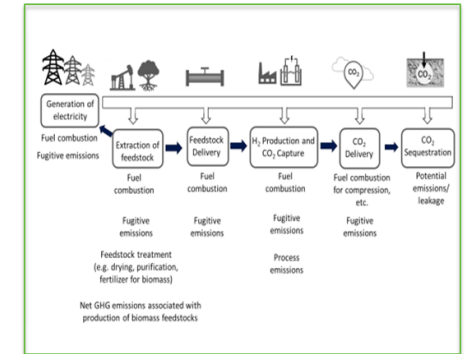 CO₂
CO₂
Generation of
electricity
Fuel combustion
Fugitive emissions
Extraction of
feedstock
Fuel
combustion
Fugitive
emissions
Feedstock treatment
(e.g. drying, purification,
fertilizer for biomass)
Net GHG emissions associated with
production of biomass feedstocks
Feedstock
Delivery
Fuel
combustion
Fugitive
emissions
H₂ Production and
CO₂ Capture
Fuel
combustion
Fugitive
emissions
Process
emissions
CO₂
Delivery
Fuel combustion
for compression,
etc.
Fugitive
emissions
CO₂
Sequestration
Potential
emissions/
leakage